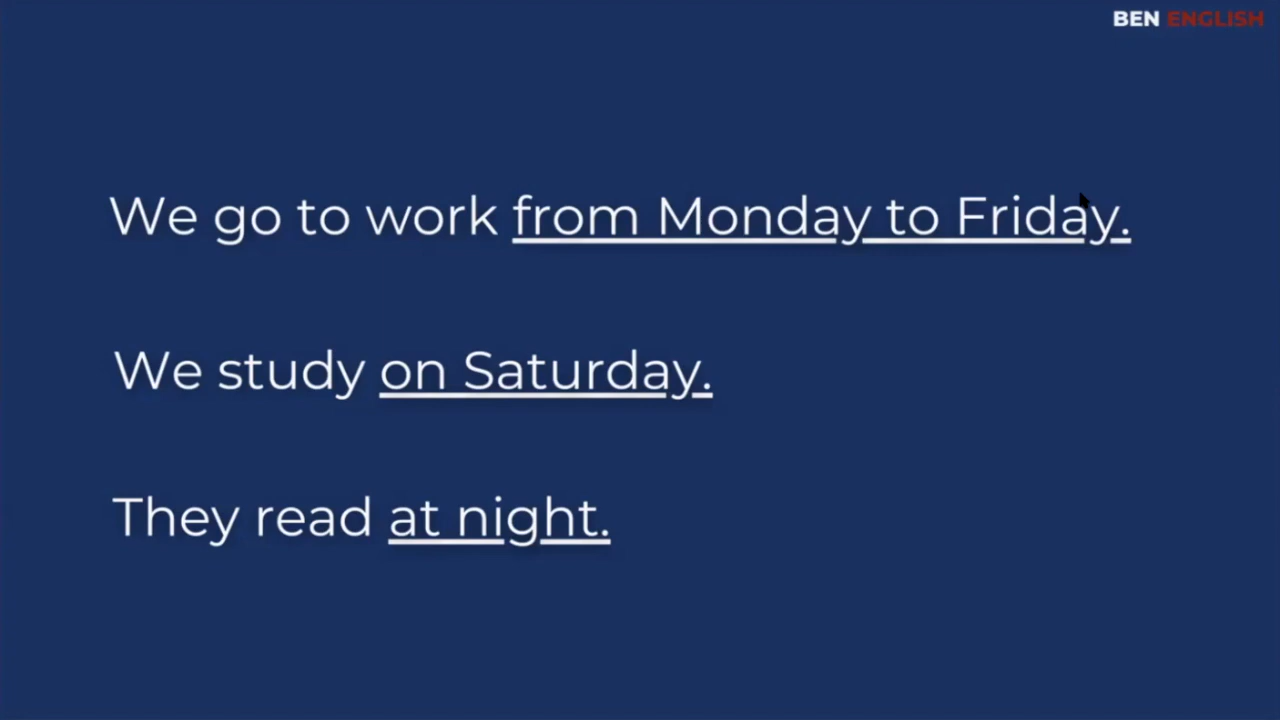 BEN ENGLISH
We go to work from Monday to Friday.
We study on Saturday.
They read at night.